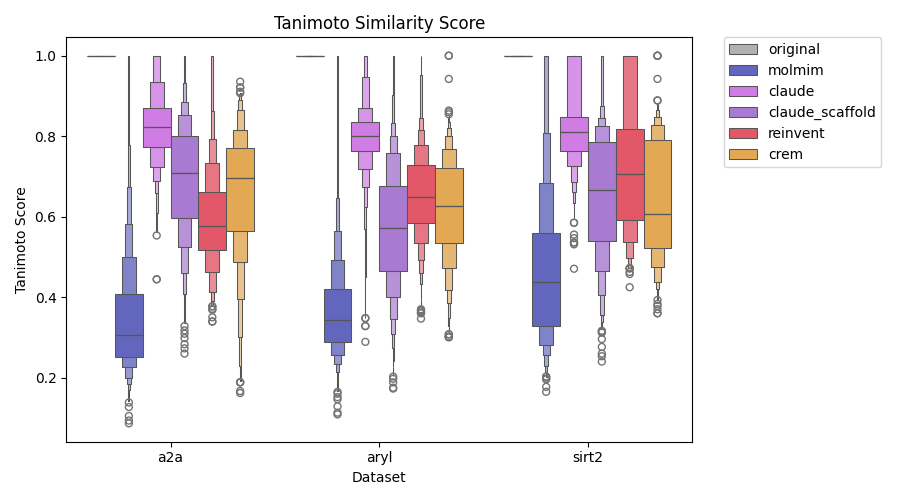 Tanimoto Similarity Score
original
molmim
claude
claude_scaffold
reinvent
crem
1.0
0.8
0.6
0.4
0.2
Tanimoto Score
a2a
aryl
sirt2
Dataset